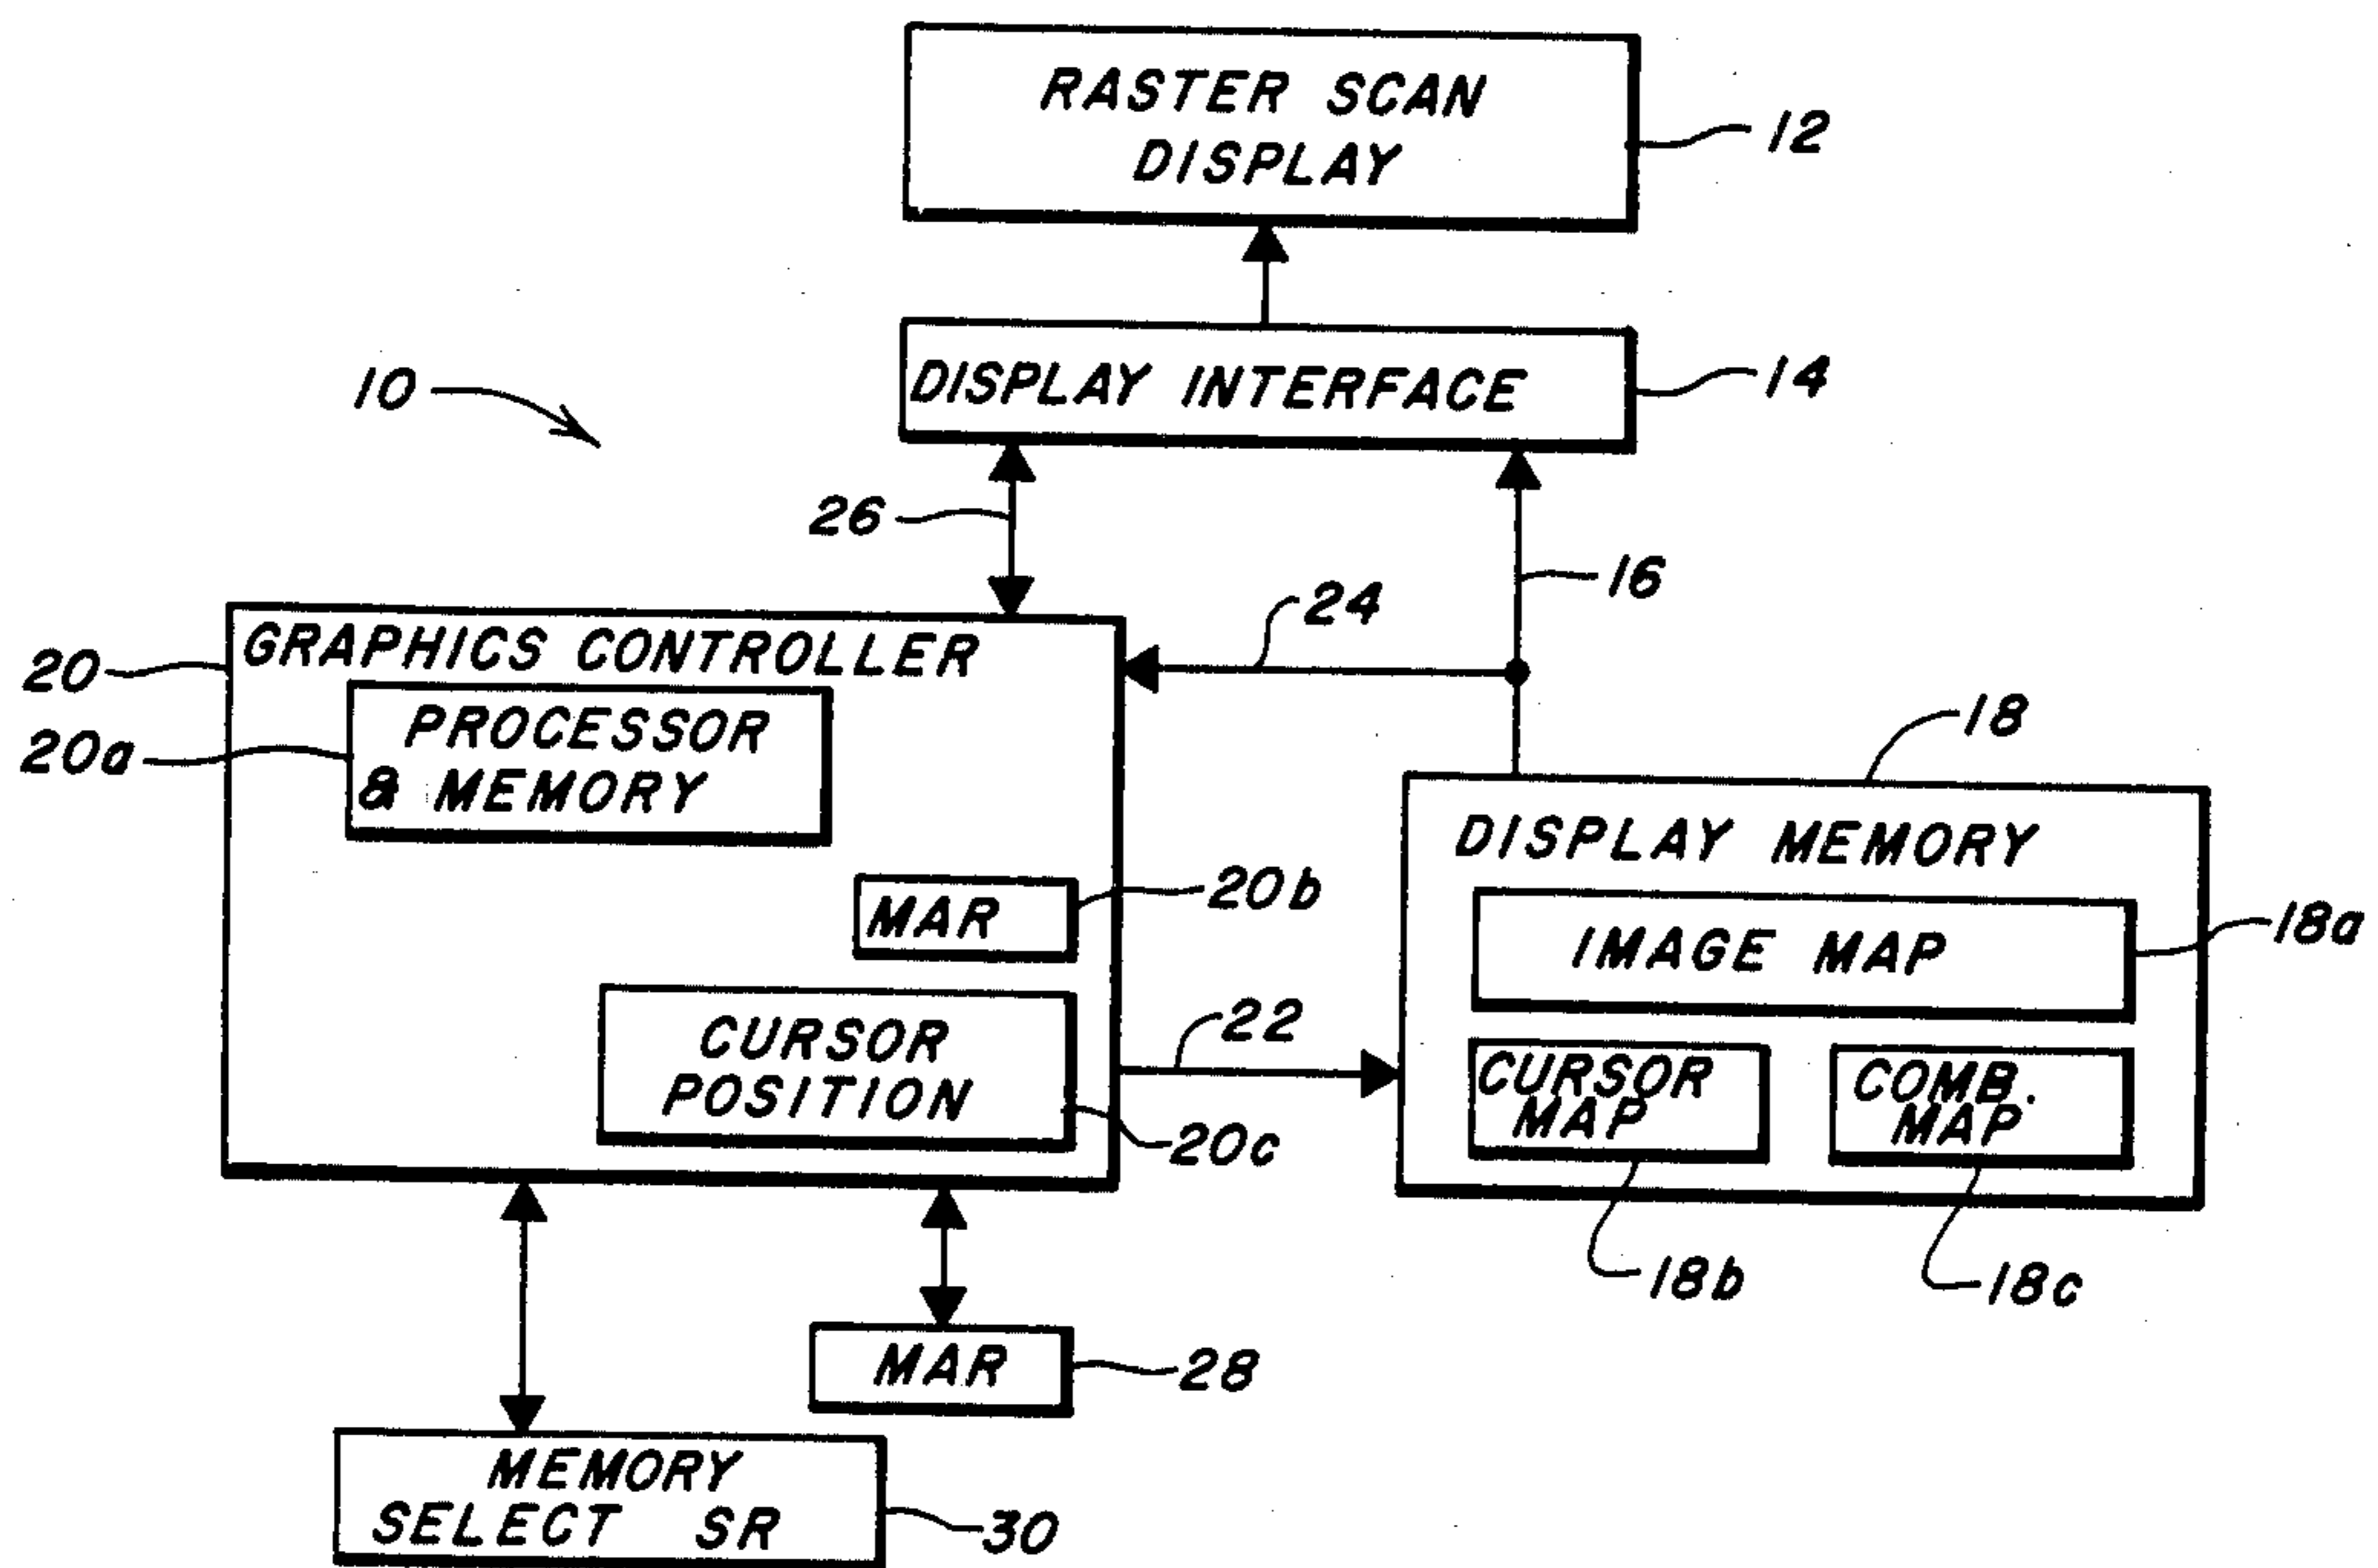 RASTER SCAN
DISPLAY
12
DISPLAY INTERFACE
14
10
26
16
24
GRAPHICS CONTROLLER
20
PROCESSOR
& MEMORY
20a
18
DISPLAY MEMORY
MAR
20b
IMAGE MAP
18a
CURSOR
POSITION
20c
22
CURSOR
MAP
COMB.
MAP
18b
18c
MAR
28
MEMORY
SELECT SR
30